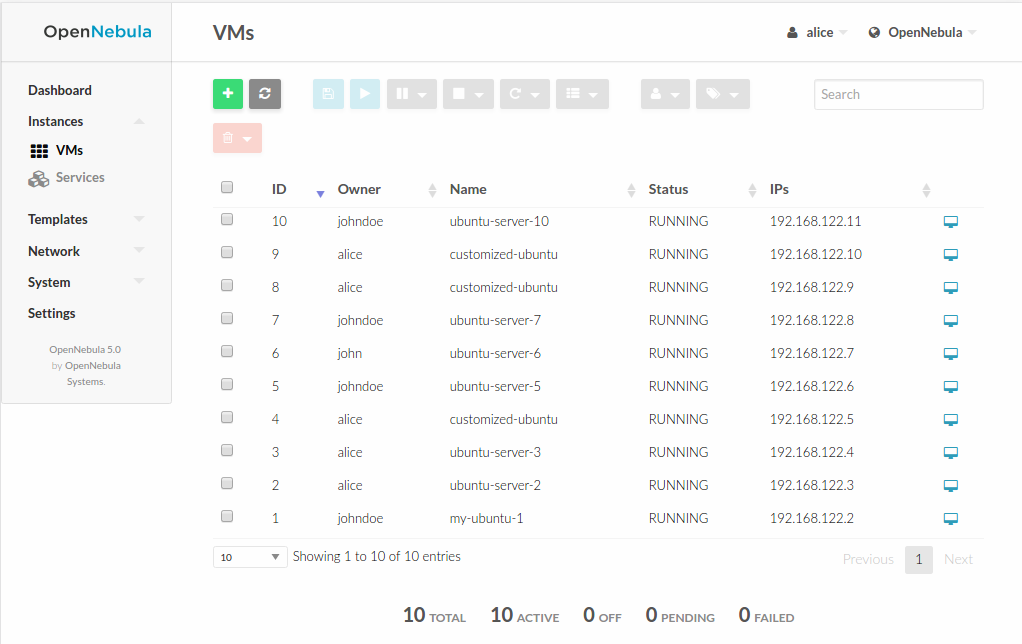 OpenNebula
VMs
alice
OpenNebula
Dashboard
Instances
VMs
Services
Templates
Network
System
Settings
OpenNebula 5.0
by OpenNebula
Systems.
Search
ID Owner Name Status IPs
10 johndoe ubuntu-server-10 RUNNING 192.168.122.11
9 alice customized-ubuntu RUNNING 192.168.122.10
8 alice customized-ubuntu RUNNING 192.168.122.9
7 johndoe ubuntu-server-7 RUNNING 192.168.122.8
6 john ubuntu-server-6 RUNNING 192.168.122.7
5 johndoe ubuntu-server-5 RUNNING 192.168.122.6
4 alice customized-ubuntu RUNNING 192.168.122.5
3 alice ubuntu-server-3 RUNNING 192.168.122.4
2 alice ubuntu-server-2 RUNNING 192.168.122.3
1 johndoe my-ubuntu-1 RUNNING 192.168.122.2
10 Showing 1 to 10 of 10 entries
Previous 1 Next
10 TOTAL 10 ACTIVE 0 OFF 0 PENDING 0 FAILED